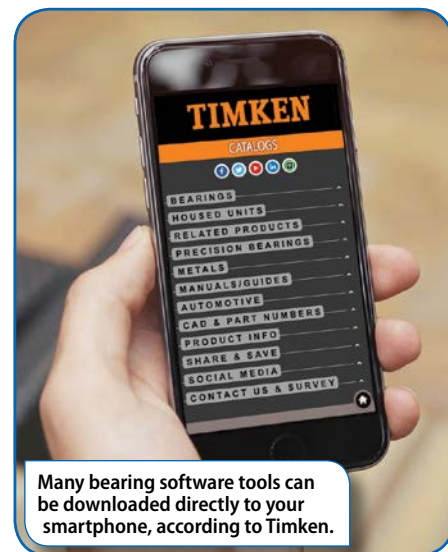 TIMKEN
CATALOGS
BEARINGS
HOUSED UNITS
RELATED PRODUCTS
PRECISION BEARINGS
METALS
MANUALS/GUIDES
AUTOMOTIVE
CAD & PART NUMBERS
PRODUCT INFO
SHARE & SAVE
SOCIAL MEDIA
CONTACT US & SURVEY
Many bearing software tools can
be downloaded directly to your
smartphone, according to Timken.